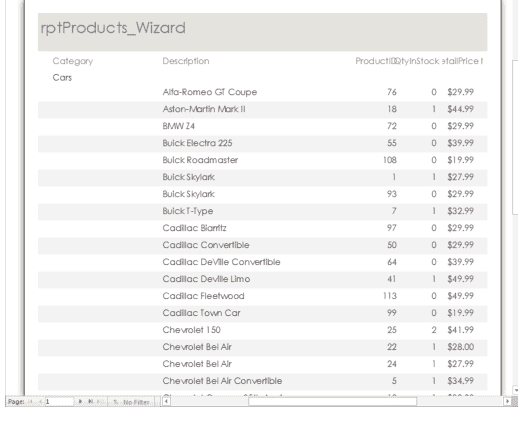 rptProducts_Wizard
Category Description ProductID QtyInStock etailPrice
Cars
Alfa-Romeo GT Coupe 76 0 $29.99
Aston-Martin Mark II 18 1 $44.99
BMW Z4 72 0 $29.99
Buick Electra 225 55 0 $39.99
Buick Roadmaster 108 0 $19.99
Buick Skylark 1 1 $27.99
Buick Skylark 93 0 $29.99
Buick T-Type 7 1 $32.99
Cadillac Biarritz 97 0 $29.99
Cadillac Convertible 50 0 $29.99
Cadillac DeVille Convertible 64 0 $39.99
Cadillac Deville Limo 41 1 $49.99
Cadillac Fleetwood 113 0 $49.99
Cadillac Town Car 99 0 $19.99
Chevrolet 150 25 2 $41.99
Chevrolet Bel Air 22 1 $28.00
Chevrolet Bel Air 24 1 $27.99
Chevrolet Bel Air Convertible 5 1 $34.99
Page: 1 No Filter